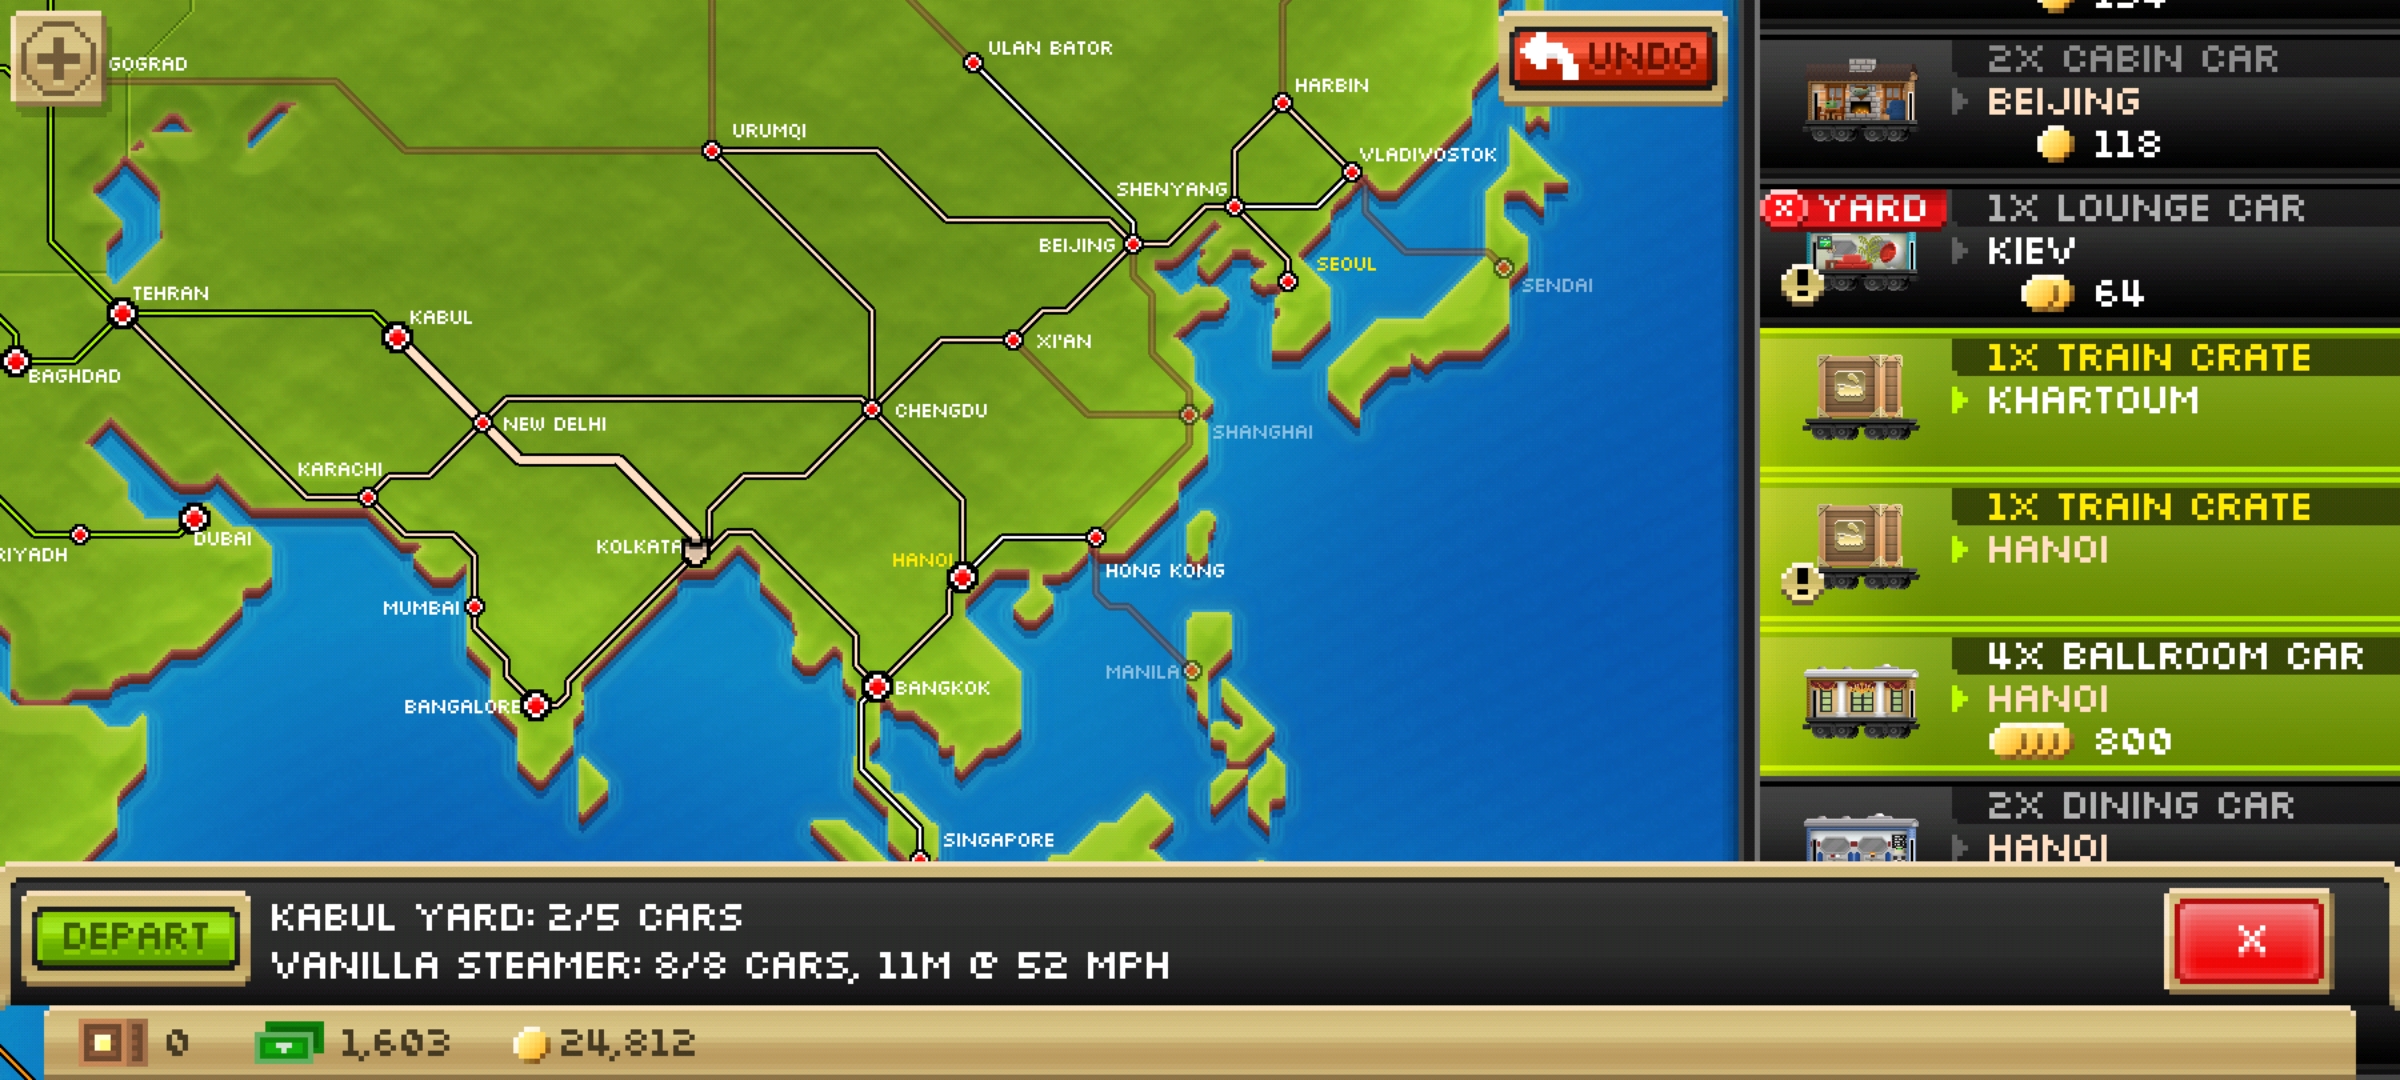 GOGRAD
ULAN BATOR
HARBIN
URUMQI
VLADIVOSTOK
SHENYANG
BEIJING
SEOUL
SENDAI
TEHRAN
KABUL
XI'AN
BAGHDAD
NEW DELHI
CHENGDU
SHANGHAI
KARACHI
RIYADH
DUBAI
KOLKATA
HANOI
HONG KONG
MUMBAI
MANILA
BANGALORE
BANGKOK
SINGAPORE
UNDO
2X CABIN CAR
BEIJING
118
X YARD
1X LOUNGE CAR
KIEV
64
1X TRAIN CRATE
KHARTOUM
1X TRAIN CRATE
HANOI
4X BALLROOM CAR
HANOI
800
2X DINING CAR
HANOI
DEPART
KABUL YARD: 2/5 CARS
VANILLA STEAMER: 8/8 CARS, 11M @ 52 MPH
X
0
1,603
24,812